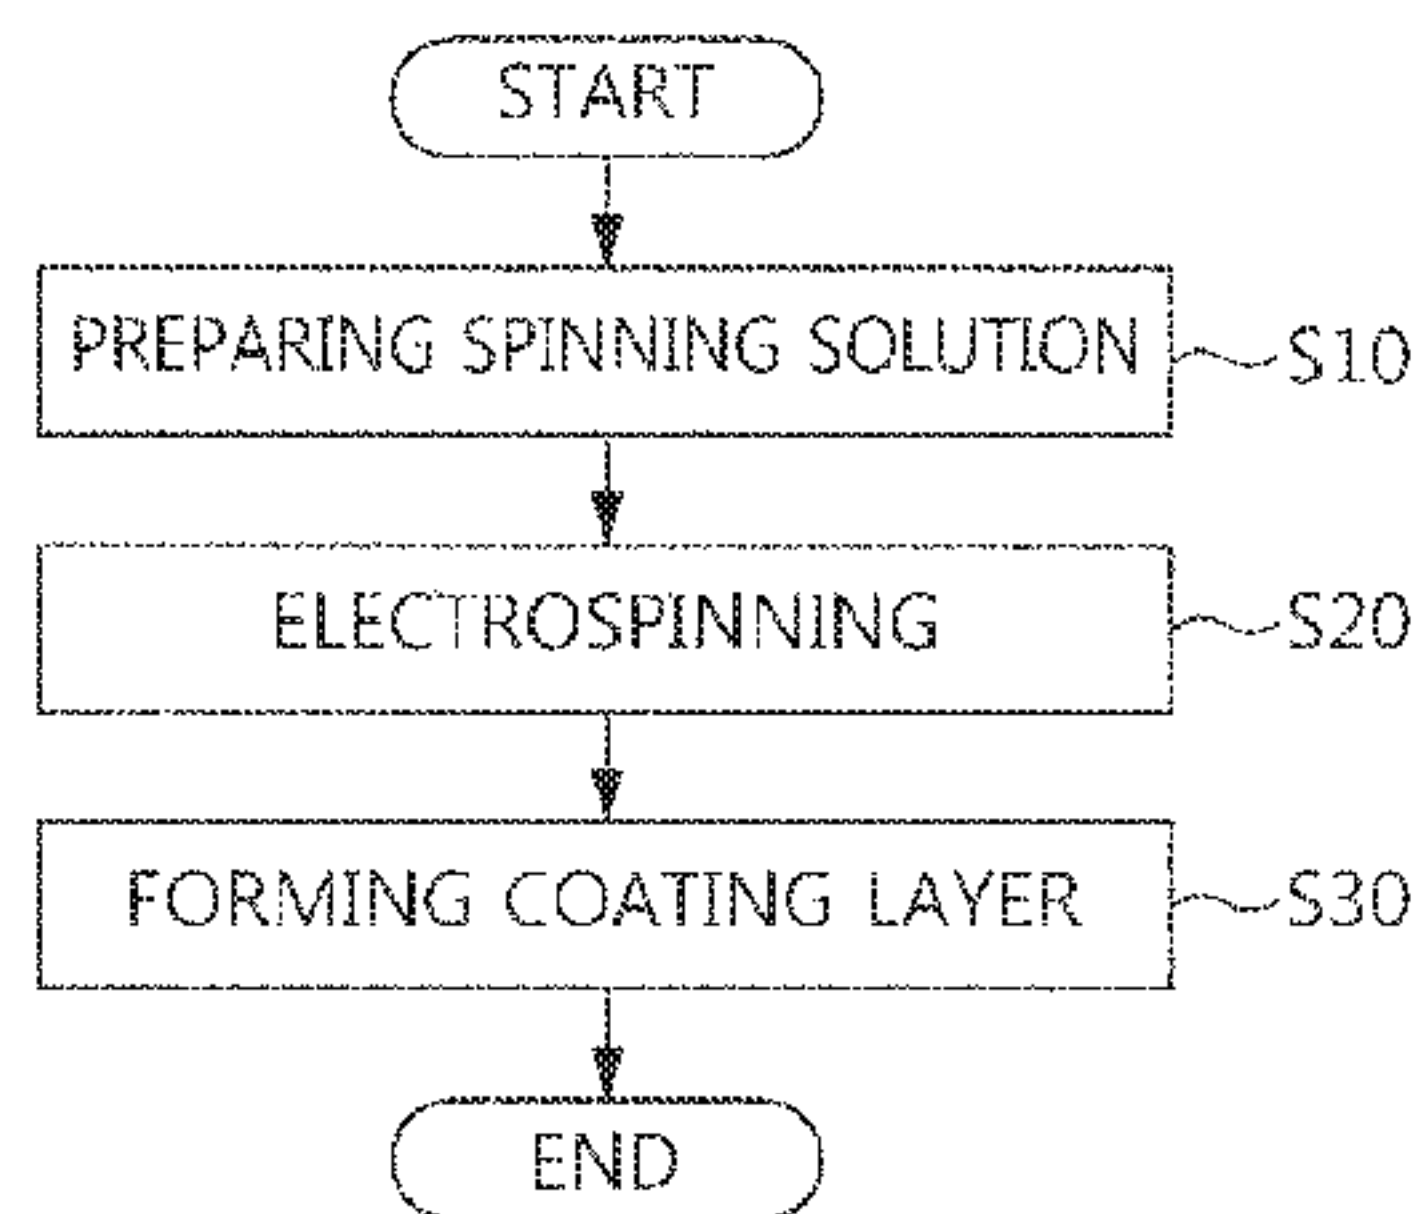 START
PREPARING SPINNING SOLUTION
S10
ELECTROSPINNING
S20
FORMING COATING LAYER
S30
END